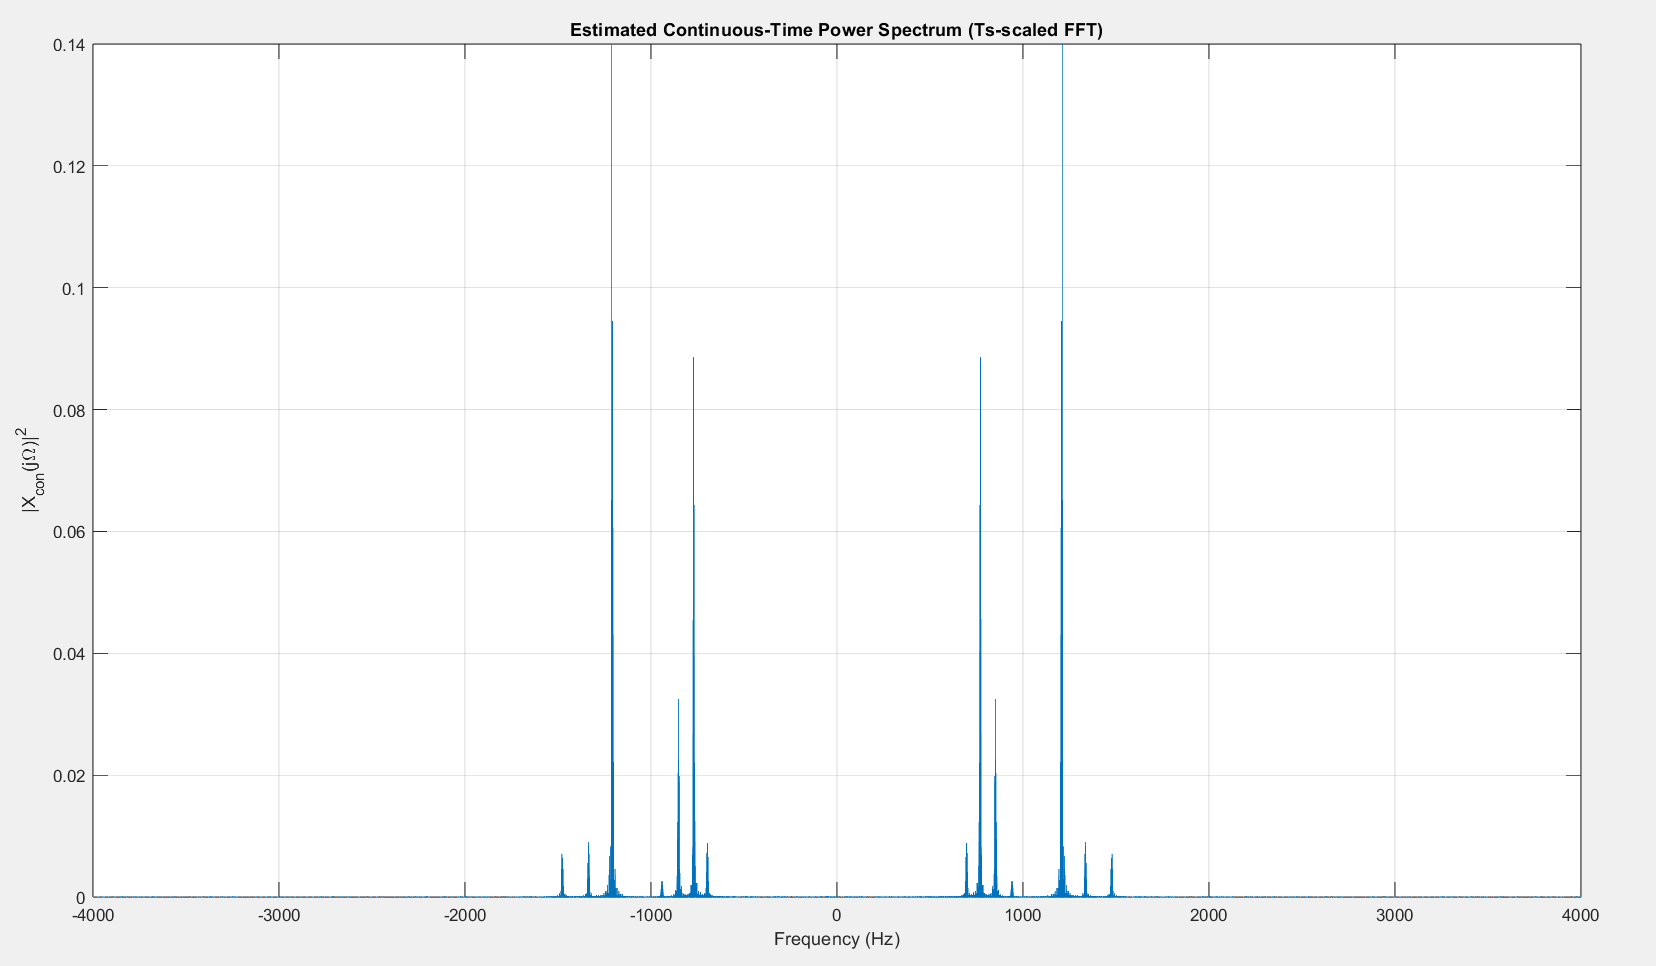 Estimated Continuous-Time Power Spectrum (Ts-scaled FFT)
0.14
0.12
0.1
0.08
0.06
0.04
0.02
0
|X_con(jΩ)|^2
-4000 -3000 -2000 -1000 0 1000 2000 3000 4000
Frequency (Hz)